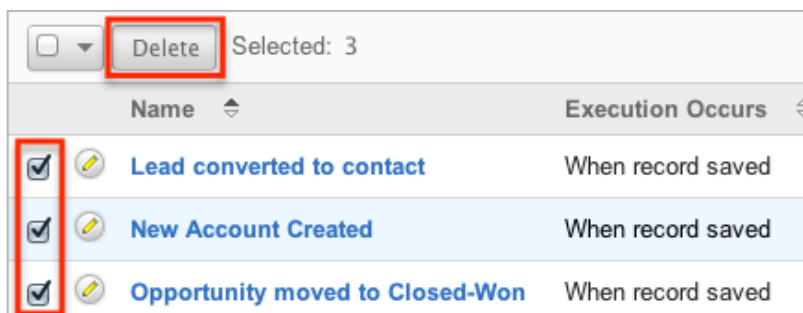 Delete Selected: 3
Name Execution Occurs
Lead converted to contact When record saved
New Account Created When record saved
Opportunity moved to Closed-Won When record saved